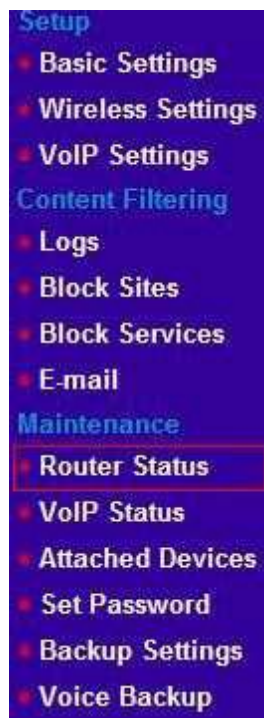 Setup
Basic Settings
Wireless Settings
VoIP Settings
Content Filtering
Logs
Block Sites
Block Services
E-mail
Maintenance
Router Status
VoIP Status
Attached Devices
Set Password
Backup Settings
Voice Backup